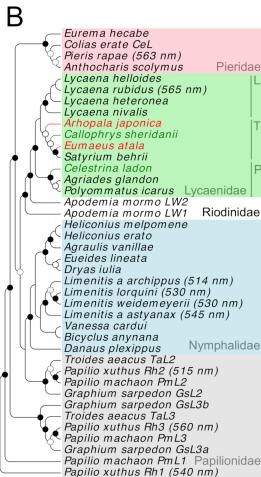 B
Eurema hecabe
Colias erate CeL
Pieris rapae (563 nm)
Anthocharis scolymus
Pieridae
Lycaena helloides
L
Lycaena rubidus (565 nm)
Lycaena heteronea
Lycaena nivalis
Arhopala japonica
T
Callophrys sheridanii
Eumaeus atala
Satyrium behrii
Celestrina ladon
P
Agriades glandon
Polyommatus icarus
Lycaenidae
Apodemia mormo LW2
Apodemia mormo LW1
Riodinidae
Heliconius melpomene
Heliconius erato
Agraulis vanillae
Eueides lineata
Dryas iulia
Limenitis a archippus (514 nm)
Limenitis lorquini (530 nm)
Limenitis weidemeyerii (530 nm)
Limenitis a astyanax (545 nm)
Vanessa cardui
Bicyclus anynana
Danaus plexippus
Nymphalidae
Troides aeacus TaL2
Papilio xuthus Rh2 (515 nm)
Papilio machaon PmL2
Graphium sarpedon GsL2
Graphium sarpedon GsL3b
Troides aeacus TaL3
Papilio xuthus Rh3 (560 nm)
Papilio machaon PmL3
Graphium sarpedon GsL3a
Papilio machaon PmL1
Papilionidae
Papilio xuthus Rh1 (540 nm)